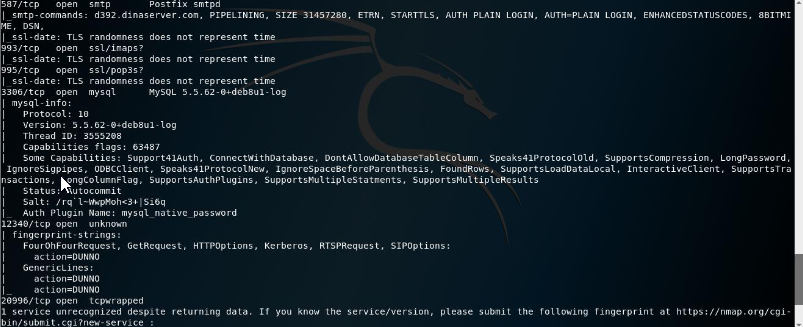 587/tcp   open  smtp       Postfix smtpd
|_smtp-commands: d392.dinaserver.com, PIPELINING, SIZE 31457280, ETRN, STARTTLS, AUTH PLAIN LOGIN, AUTH=PLAIN LOGIN, ENHANCEDSTATUSCODES, 8BITMI
ME, DSN,
|_ssl-date: TLS randomness does not represent time
993/tcp   open  ssl/imaps?
|_ssl-date: TLS randomness does not represent time
995/tcp   open  ssl/pop3s?
|_ssl-date: TLS randomness does not represent time
3306/tcp  open  mysql      MySQL 5.5.62-0+deb8u1-log
| mysql-info:
|   Protocol: 10
|   Version: 5.5.62-0+deb8u1-log
|   Thread ID: 3555208
|   Capabilities flags: 63487
|   Some Capabilities: Support41Auth, ConnectWithDatabase, DontAllowDatabaseTableColumn, Speaks41ProtocolOld, SupportsCompression, LongPassword,
 IgnoreSigpipes, ODBCClient, Speaks41ProtocolNew, IgnoreSpaceBeforeParenthesis, FoundRows, SupportsLoadDataLocal, InteractiveClient, SupportsTra
nsactions, LongColumnFlag, SupportsAuthPlugins, SupportsMultipleStatments, SupportsMultipleResults
|   Status: Autocommit
|   Salt: /rq`l~WwpMoh<3+|Si6q
|_  Auth Plugin Name: mysql_native_password
12340/tcp open  unknown
| fingerprint-strings:
|   FourOhFourRequest, GetRequest, HTTPOptions, Kerberos, RTSPRequest, SIPOptions:
|     action=DUNNO
|   GenericLines:
|     action=DUNNO
|_    action=DUNNO
20996/tcp open  tcpwrapped
1 service unrecognized despite returning data. If you know the service/version, please submit the following fingerprint at https://nmap.org/cgi-
bin/submit.cgi?new-service :